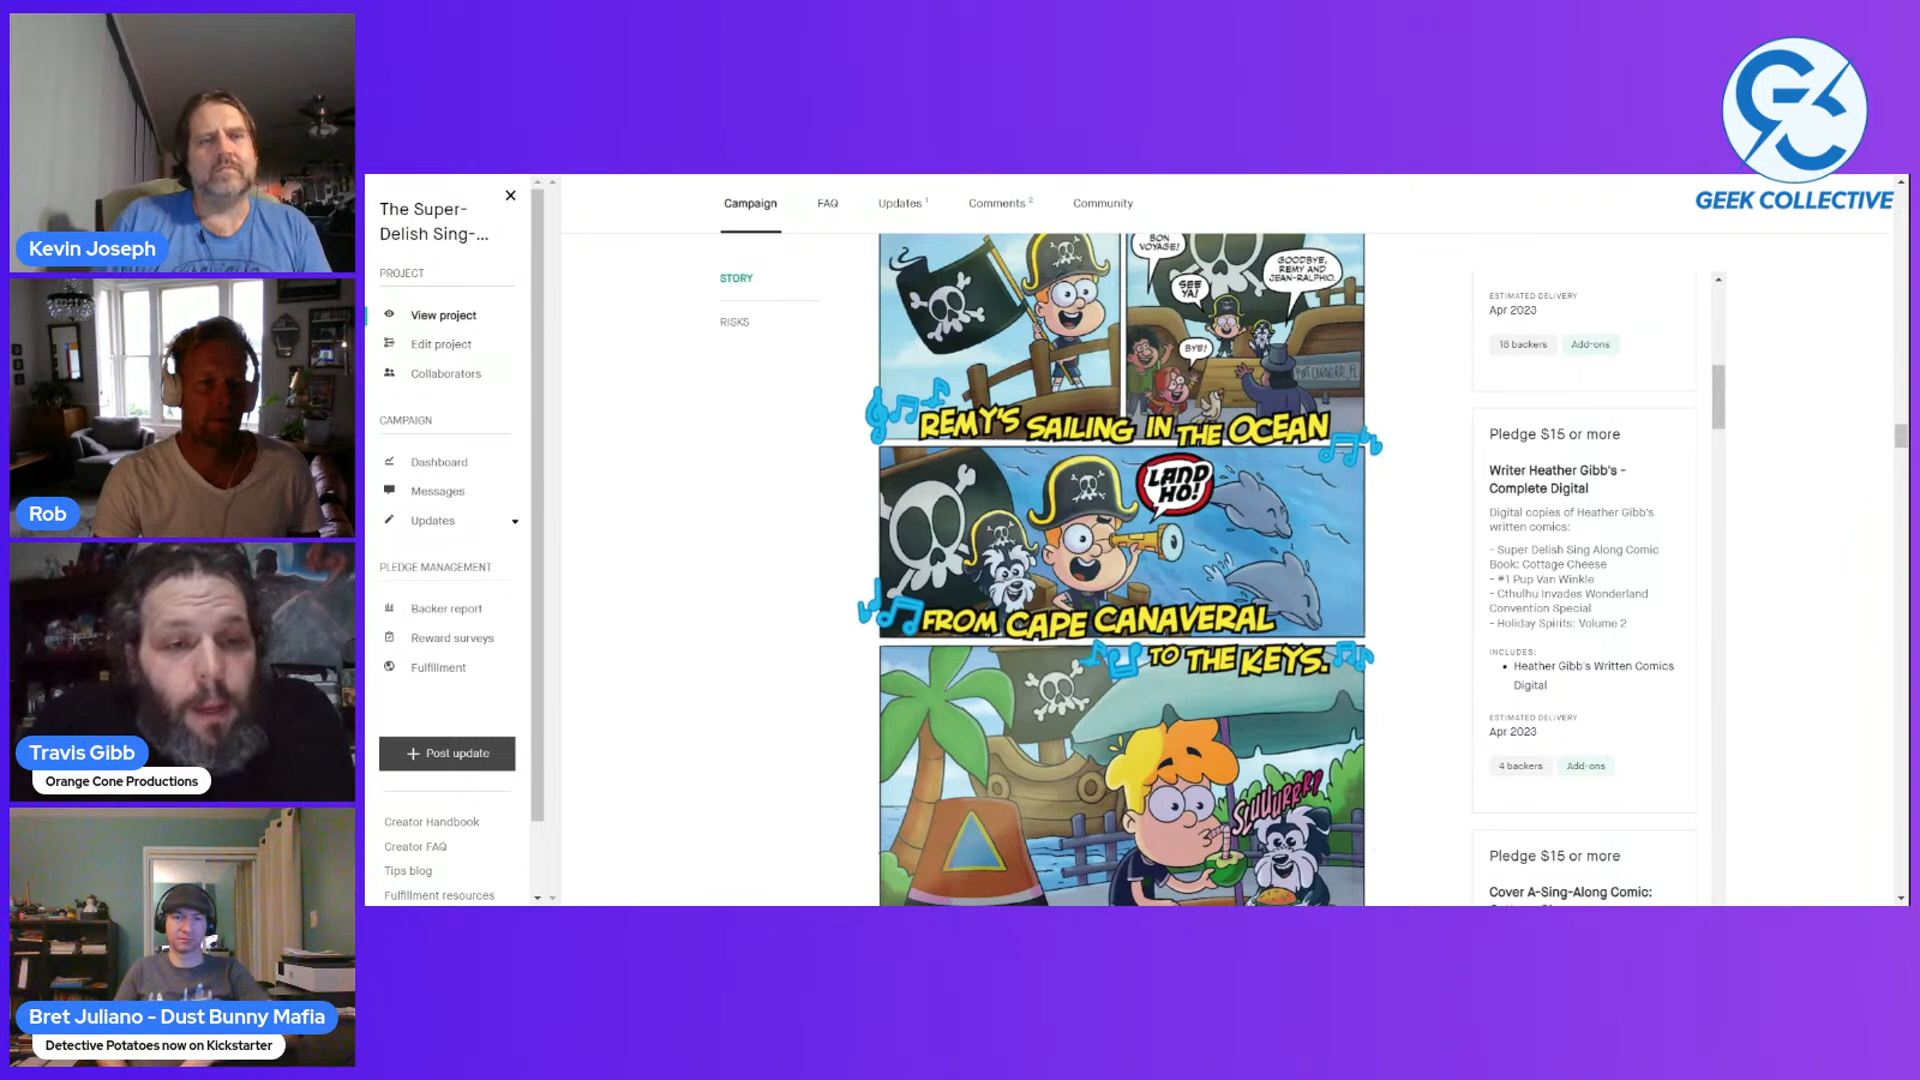 Kevin Joseph
Rob
Travis Gibb
Orange Cone Productions
Bret Juliano - Dust Bunny Mafia
Detective Potatoes now on Kickstarter
The Super-
Delish Sing-...
PROJECT
View project
Edit project
Collaborators
CAMPAIGN
Dashboard
Messages
Updates
PLEDGE MANAGEMENT
Backer report
Reward surveys
Fulfillment
+ Post update
Creator Handbook
Creator FAQ
Tips blog
Fulfillment resources
Campaign
FAQ
Updates 1
Comments 2
Community
STORY
RISKS
BON
VOYAGE!
SEE
YA!
GOODBYE,
REMY AND
JEAN-RALPHIO.
BYE!
PORT CANAVERAL, FL
REMY'S SAILING IN THE OCEAN
LAND
HO!
FROM CAPE CANAVERAL
TO THE KEYS.
SLUUURRRP
ESTIMATED DELIVERY
Apr 2023
18 backers
Add-ons
Pledge $15 or more
Writer Heather Gibb's -
Complete Digital
Digital copies of Heather Gibb's
written comics:
- Super Delish Sing Along Comic
Book: Cottage Cheese
- #1 Pup Van Winkle
- Cthulhu Invades Wonderland
Convention Special
- Holiday Spirits: Volume 2
INCLUDES:
• Heather Gibb's Written Comics
Digital
ESTIMATED DELIVERY
Apr 2023
4 backers
Add-ons
Pledge $15 or more
Cover A-Sing-Along Comic:
GC
GEEK COLLECTIVE